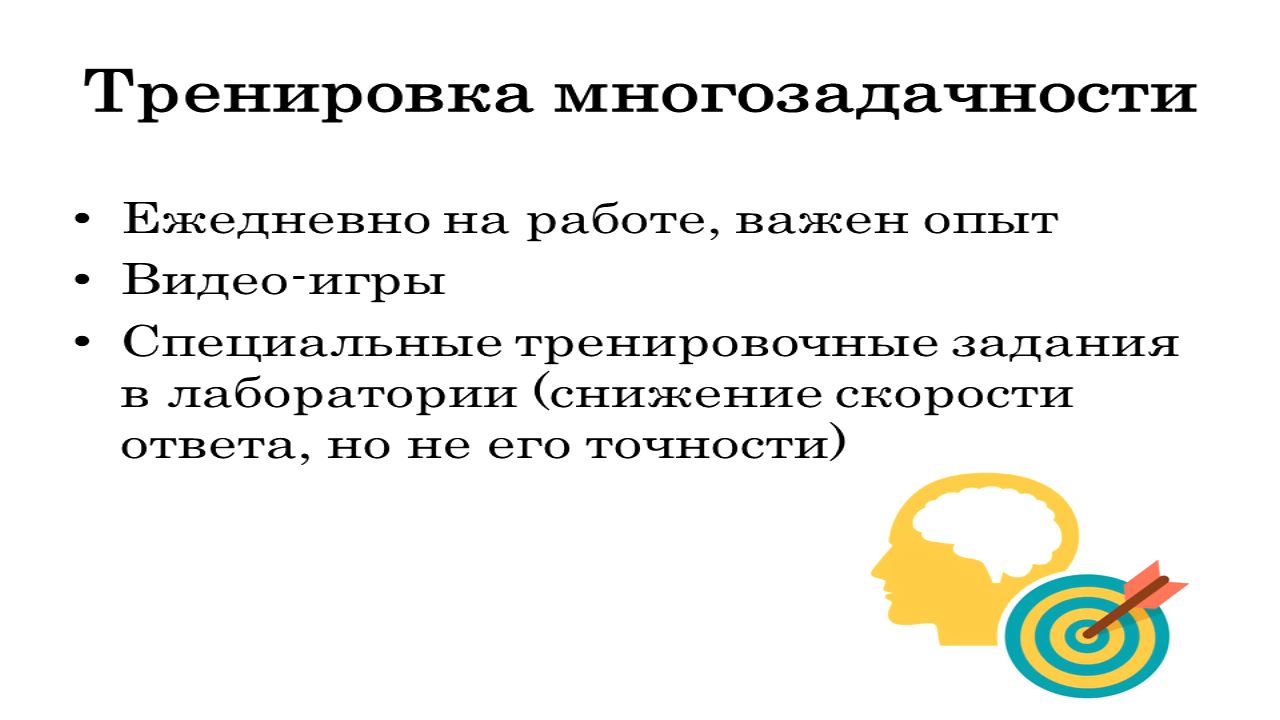 Тренировка многозадачности
• Ежедневно на работе, важен опыт
• Видео-игры
• Специальные тренировочные задания
в лаборатории (снижение скорости
ответа, но не его точности)